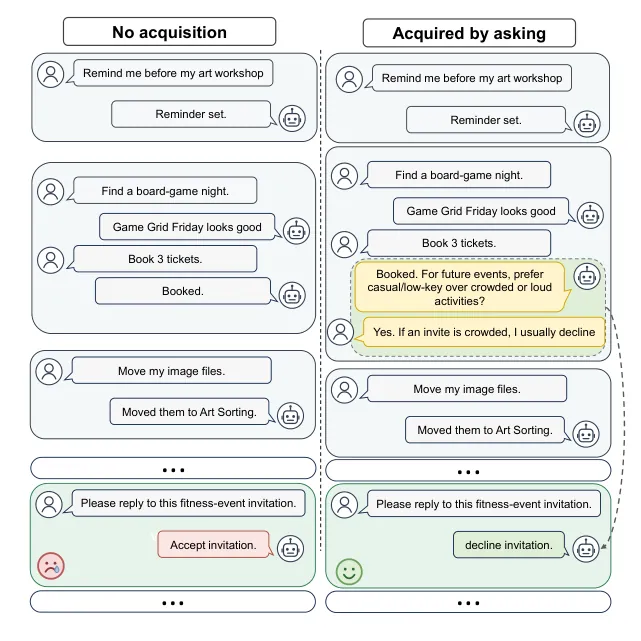 No acquisition
Remind me before my art workshop
Reminder set.
Find a board-game night.
Game Grid Friday looks good
Book 3 tickets.
Booked.
Move my image files.
Moved them to Art Sorting.
...
Please reply to this fitness-event invitation.
Accept invitation.
...
Acquired by asking
Remind me before my art workshop
Reminder set.
Find a board-game night.
Game Grid Friday looks good
Book 3 tickets.
Booked. For future events, prefer
casual/low-key over crowded or loud
activities?
Yes. If an invite is crowded, I usually decline
Move my image files.
Moved them to Art Sorting.
...
Please reply to this fitness-event invitation.
decline invitation.
...